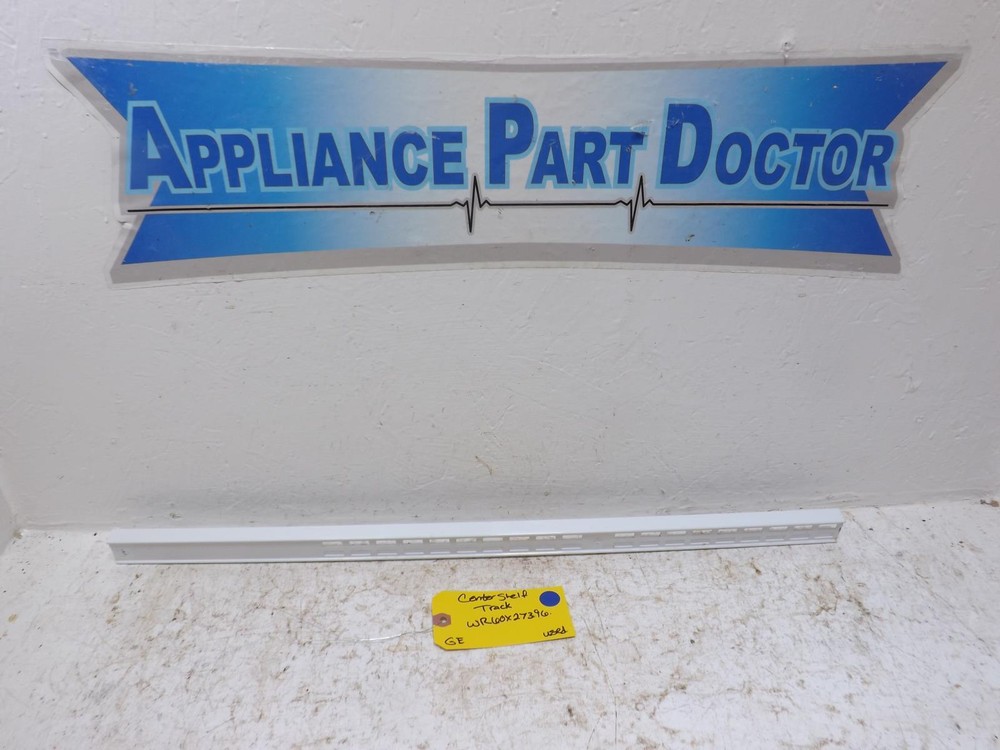 APPLIANCE PART DOCTOR
Center Shelf
Track
WR60X27396
GE used